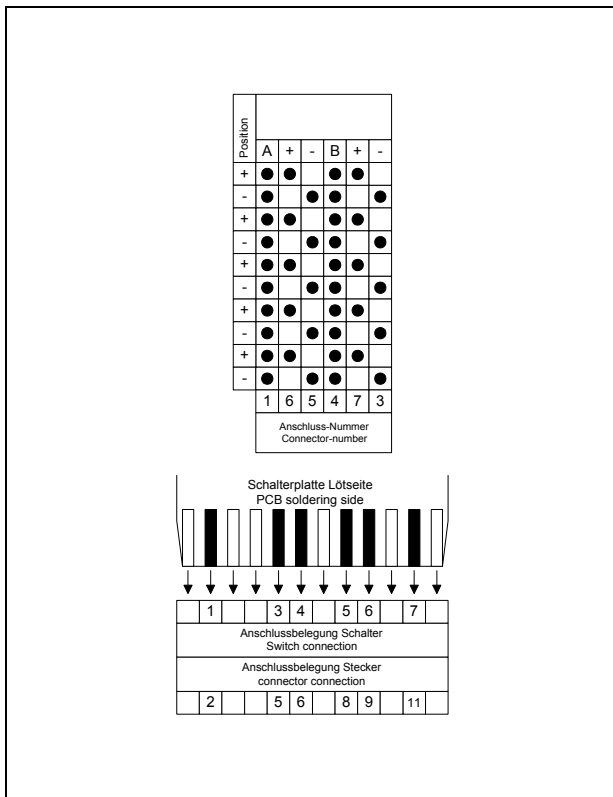 Position
A + - B + -
+
-
+
-
+
-
+
-
+
-
1 6 5 4 7 3
Anschluss-Nummer
Connector-number
Schalterplatte Lötseite
PCB soldering side
1 3 4 5 6 7
Anschlussbelegung Schalter
Switch connection
Anschlussbelegung Stecker
connector connection
2 5 6 8 9 11